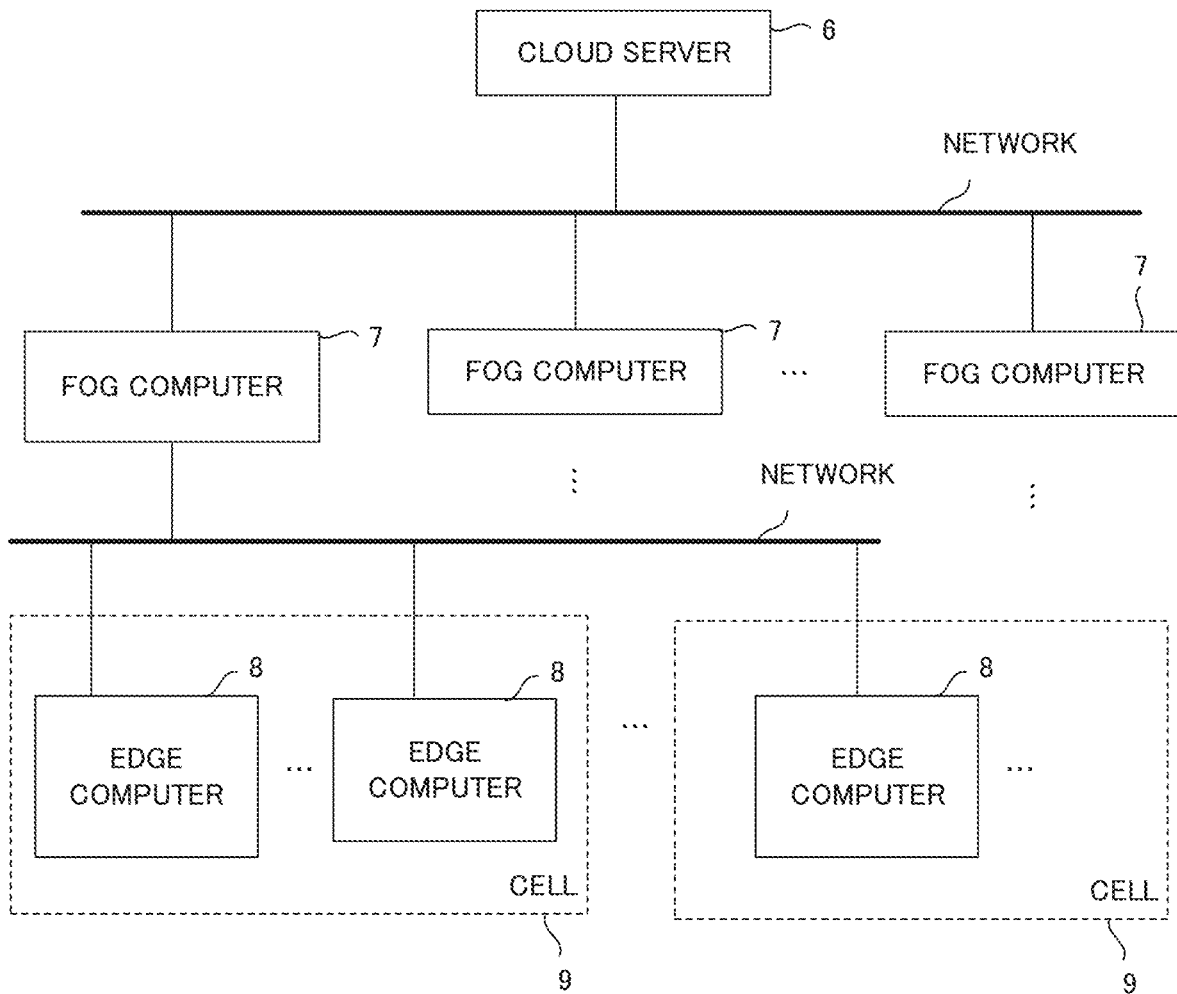 CLOUD SERVER
6
NETWORK
7
7
7
FOG COMPUTER
FOG COMPUTER
...
FOG COMPUTER
NETWORK
8
8
8
EDGE
COMPUTER
...
EDGE
COMPUTER
...
EDGE
COMPUTER
...
CELL
CELL
9
9